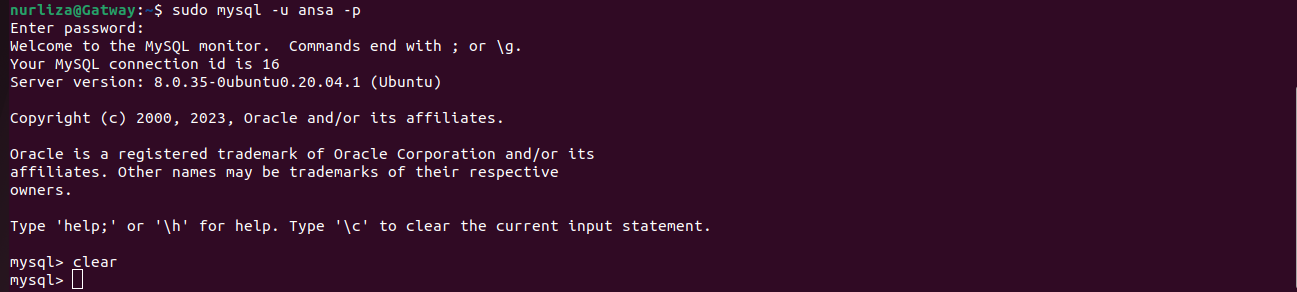 nurliza@Gatway:~$ sudo mysql -u ansa -p
Enter password:
Welcome to the MySQL monitor.  Commands end with ; or \g.
Your MySQL connection id is 16
Server version: 8.0.35-0ubuntu0.20.04.1 (Ubuntu)
Copyright (c) 2000, 2023, Oracle and/or its affiliates.
Oracle is a registered trademark of Oracle Corporation and/or its
affiliates. Other names may be trademarks of their respective
owners.
Type 'help;' or '\h' for help. Type '\c' to clear the current input statement.
mysql> clear
mysql>